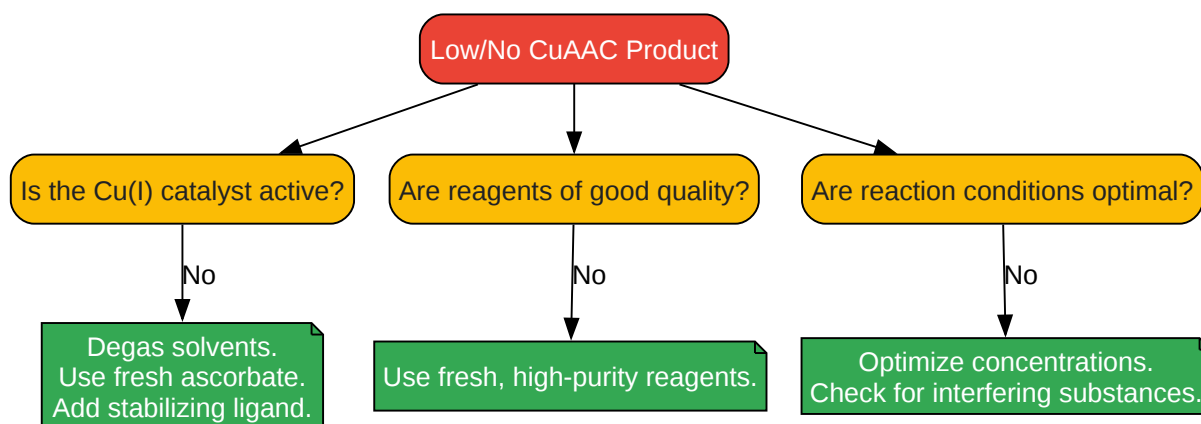 Low/No CuAAC Product
Is the Cu(I) catalyst active?
Are reagents of good quality?
Are reaction conditions optimal?
No
No
No
Degas solvents.
Use fresh ascorbate.
Add stabilizing ligand.
Use fresh, high-purity reagents.
Optimize concentrations.
Check for interfering substances.